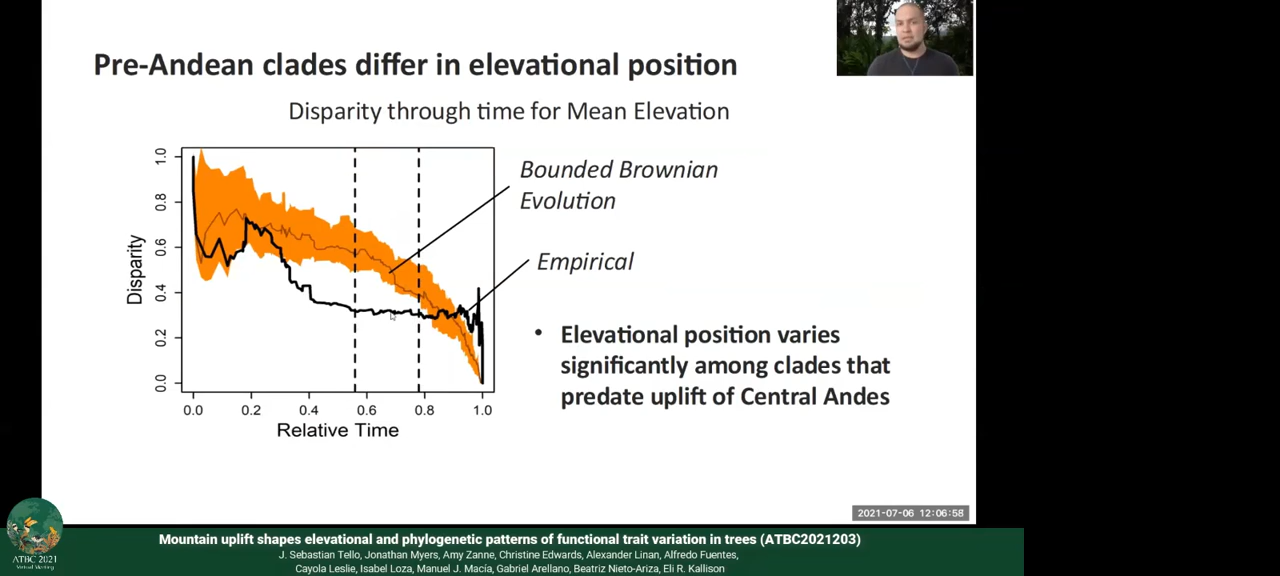 Pre-Andean clades differ in elevational position
Disparity through time for Mean Elevation
Bounded Brownian
Evolution
Empirical
Disparity
1.0
0.8
0.6
0.4
0.2
0.0
0.0 0.2 0.4 0.6 0.8 1.0
Relative Time
• Elevational position varies
significantly among clades that
predate uplift of Central Andes
2021-07-06 12:06:58
ATBC 2021
Virtual Meeting
Mountain uplift shapes elevational and phylogenetic patterns of functional trait variation in trees (ATBC2021203)
J. Sebastian Tello, Jonathan Myers, Amy Zanne, Christine Edwards, Alexander Linan, Alfredo Fuentes,
Cayola Leslie, Isabel Loza, Manuel J. Macía, Gabriel Arellano, Beatriz Nieto-Ariza, Eli R. Kallison